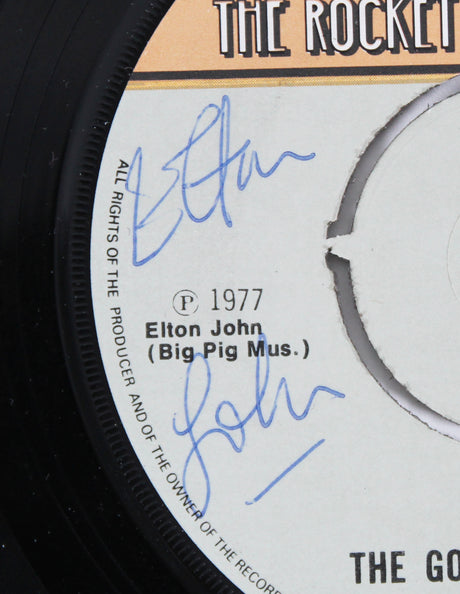 THE ROCKET
Elton
ALL RIGHTS OF THE PRODUCER AND OF THE OWNER OF THE RECOR
Ⓟ 1977
Elton John
(Big Pig Mus.)
John
THE GO